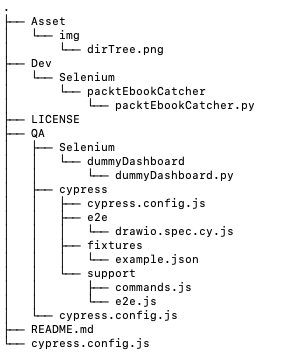 .
├── Asset
│   └── img
│       └── dirTree.png
├── Dev
│   └── Selenium
│       └── packtEbookCatcher
│           └── packtEbookCatcher.py
├── LICENSE
├── QA
│   ├── Selenium
│   │   └── dummyDashboard
│   │       └── dummyDashboard.py
│   ├── cypress
│   │   ├── cypress.config.js
│   │   ├── e2e
│   │   │   └── drawio.spec.cy.js
│   │   ├── fixtures
│   │   │   └── example.json
│   │   └── support
│   │       ├── commands.js
│   │       └── e2e.js
│   └── cypress.config.js
├── README.md
└── cypress.config.js